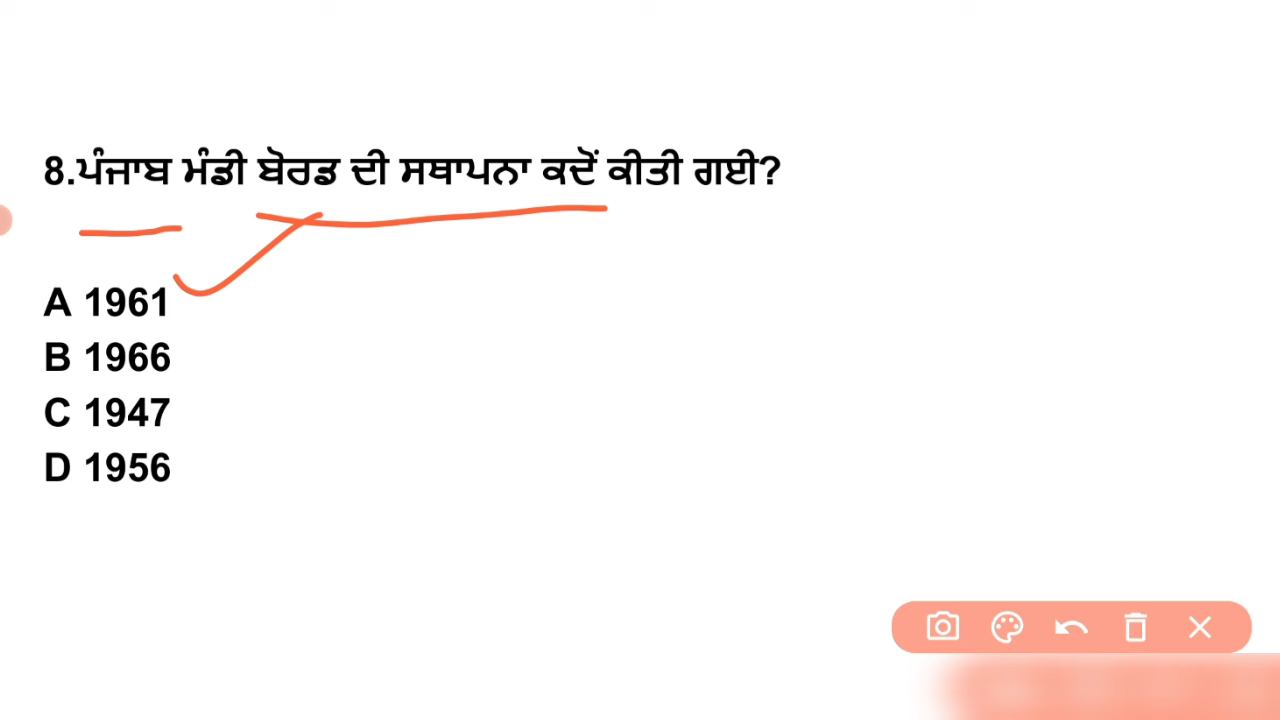 8.ਪੰਜਾਬ ਮੰਡੀ ਬੋਰਡ ਦੀ ਸਥਾਪਨਾ ਕਦੋਂ ਕੀਤੀ ਗਈ?
A 1961
B 1966
C 1947
D 1956